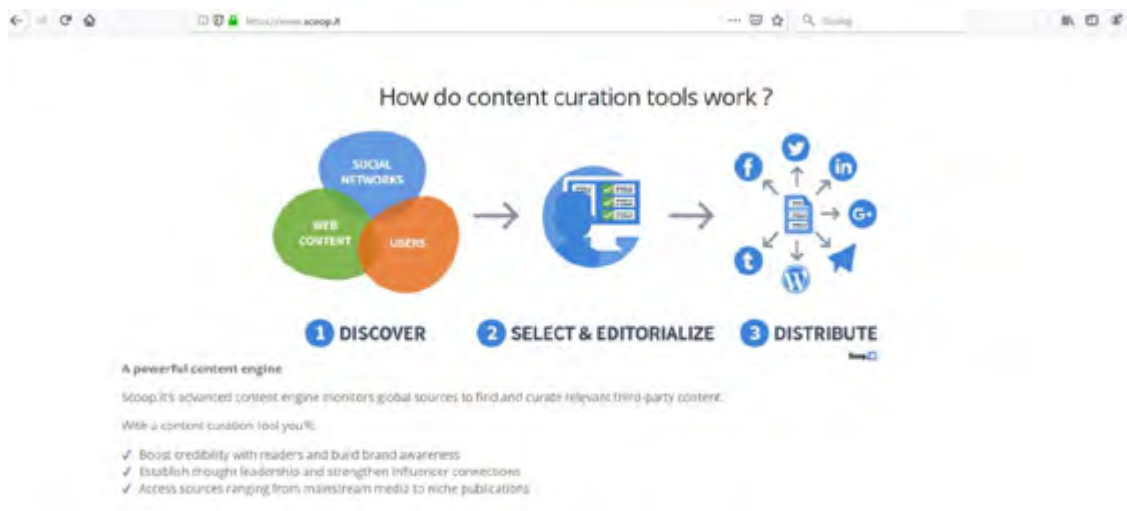 https://www.scoop.it
How do content curation tools work ?
SOCIAL
NETWORKS
WEB
CONTENT
USERS
1 DISCOVER
2 SELECT & EDITORIALIZE
3 DISTRIBUTE
A powerful content engine
Scoop.it's advanced content engine monitors global sources to find and curate relevant third-party content.
With a content curation tool you'll:
✓ Boost credibility with readers and build brand awareness
✓ Establish thought leadership and strengthen influencer connections
✓ Access sources ranging from mainstream media to niche publications